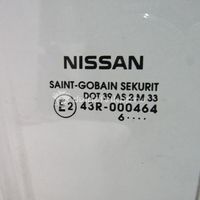 NISSAN
SAINT-GOBAIN SEKURIT
DOT 39 AS 2 M 33
E2 43R-000464
6····